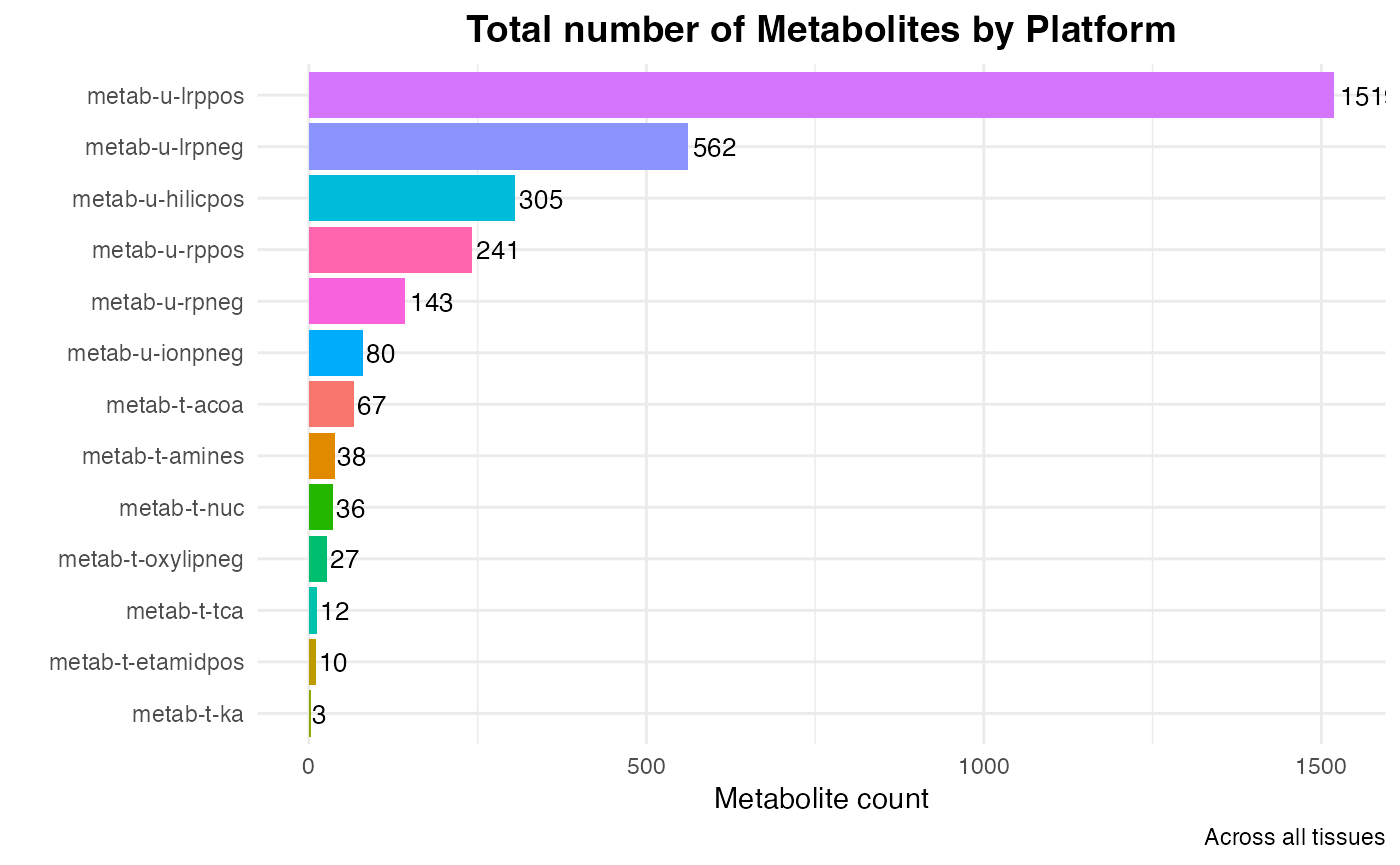 Total number of Metabolites by Platform
metab-u-lrppos 1519
metab-u-lrpneg 562
metab-u-hilicpos 305
metab-u-rppos 241
metab-u-rpneg 143
metab-u-ionpneg 80
metab-t-acoa 67
metab-t-amines 38
metab-t-nuc 36
metab-t-oxylipneg 27
metab-t-tca 12
metab-t-etamidpos 10
metab-t-ka 3
0 500 1000 1500
Metabolite count
Across all tissues